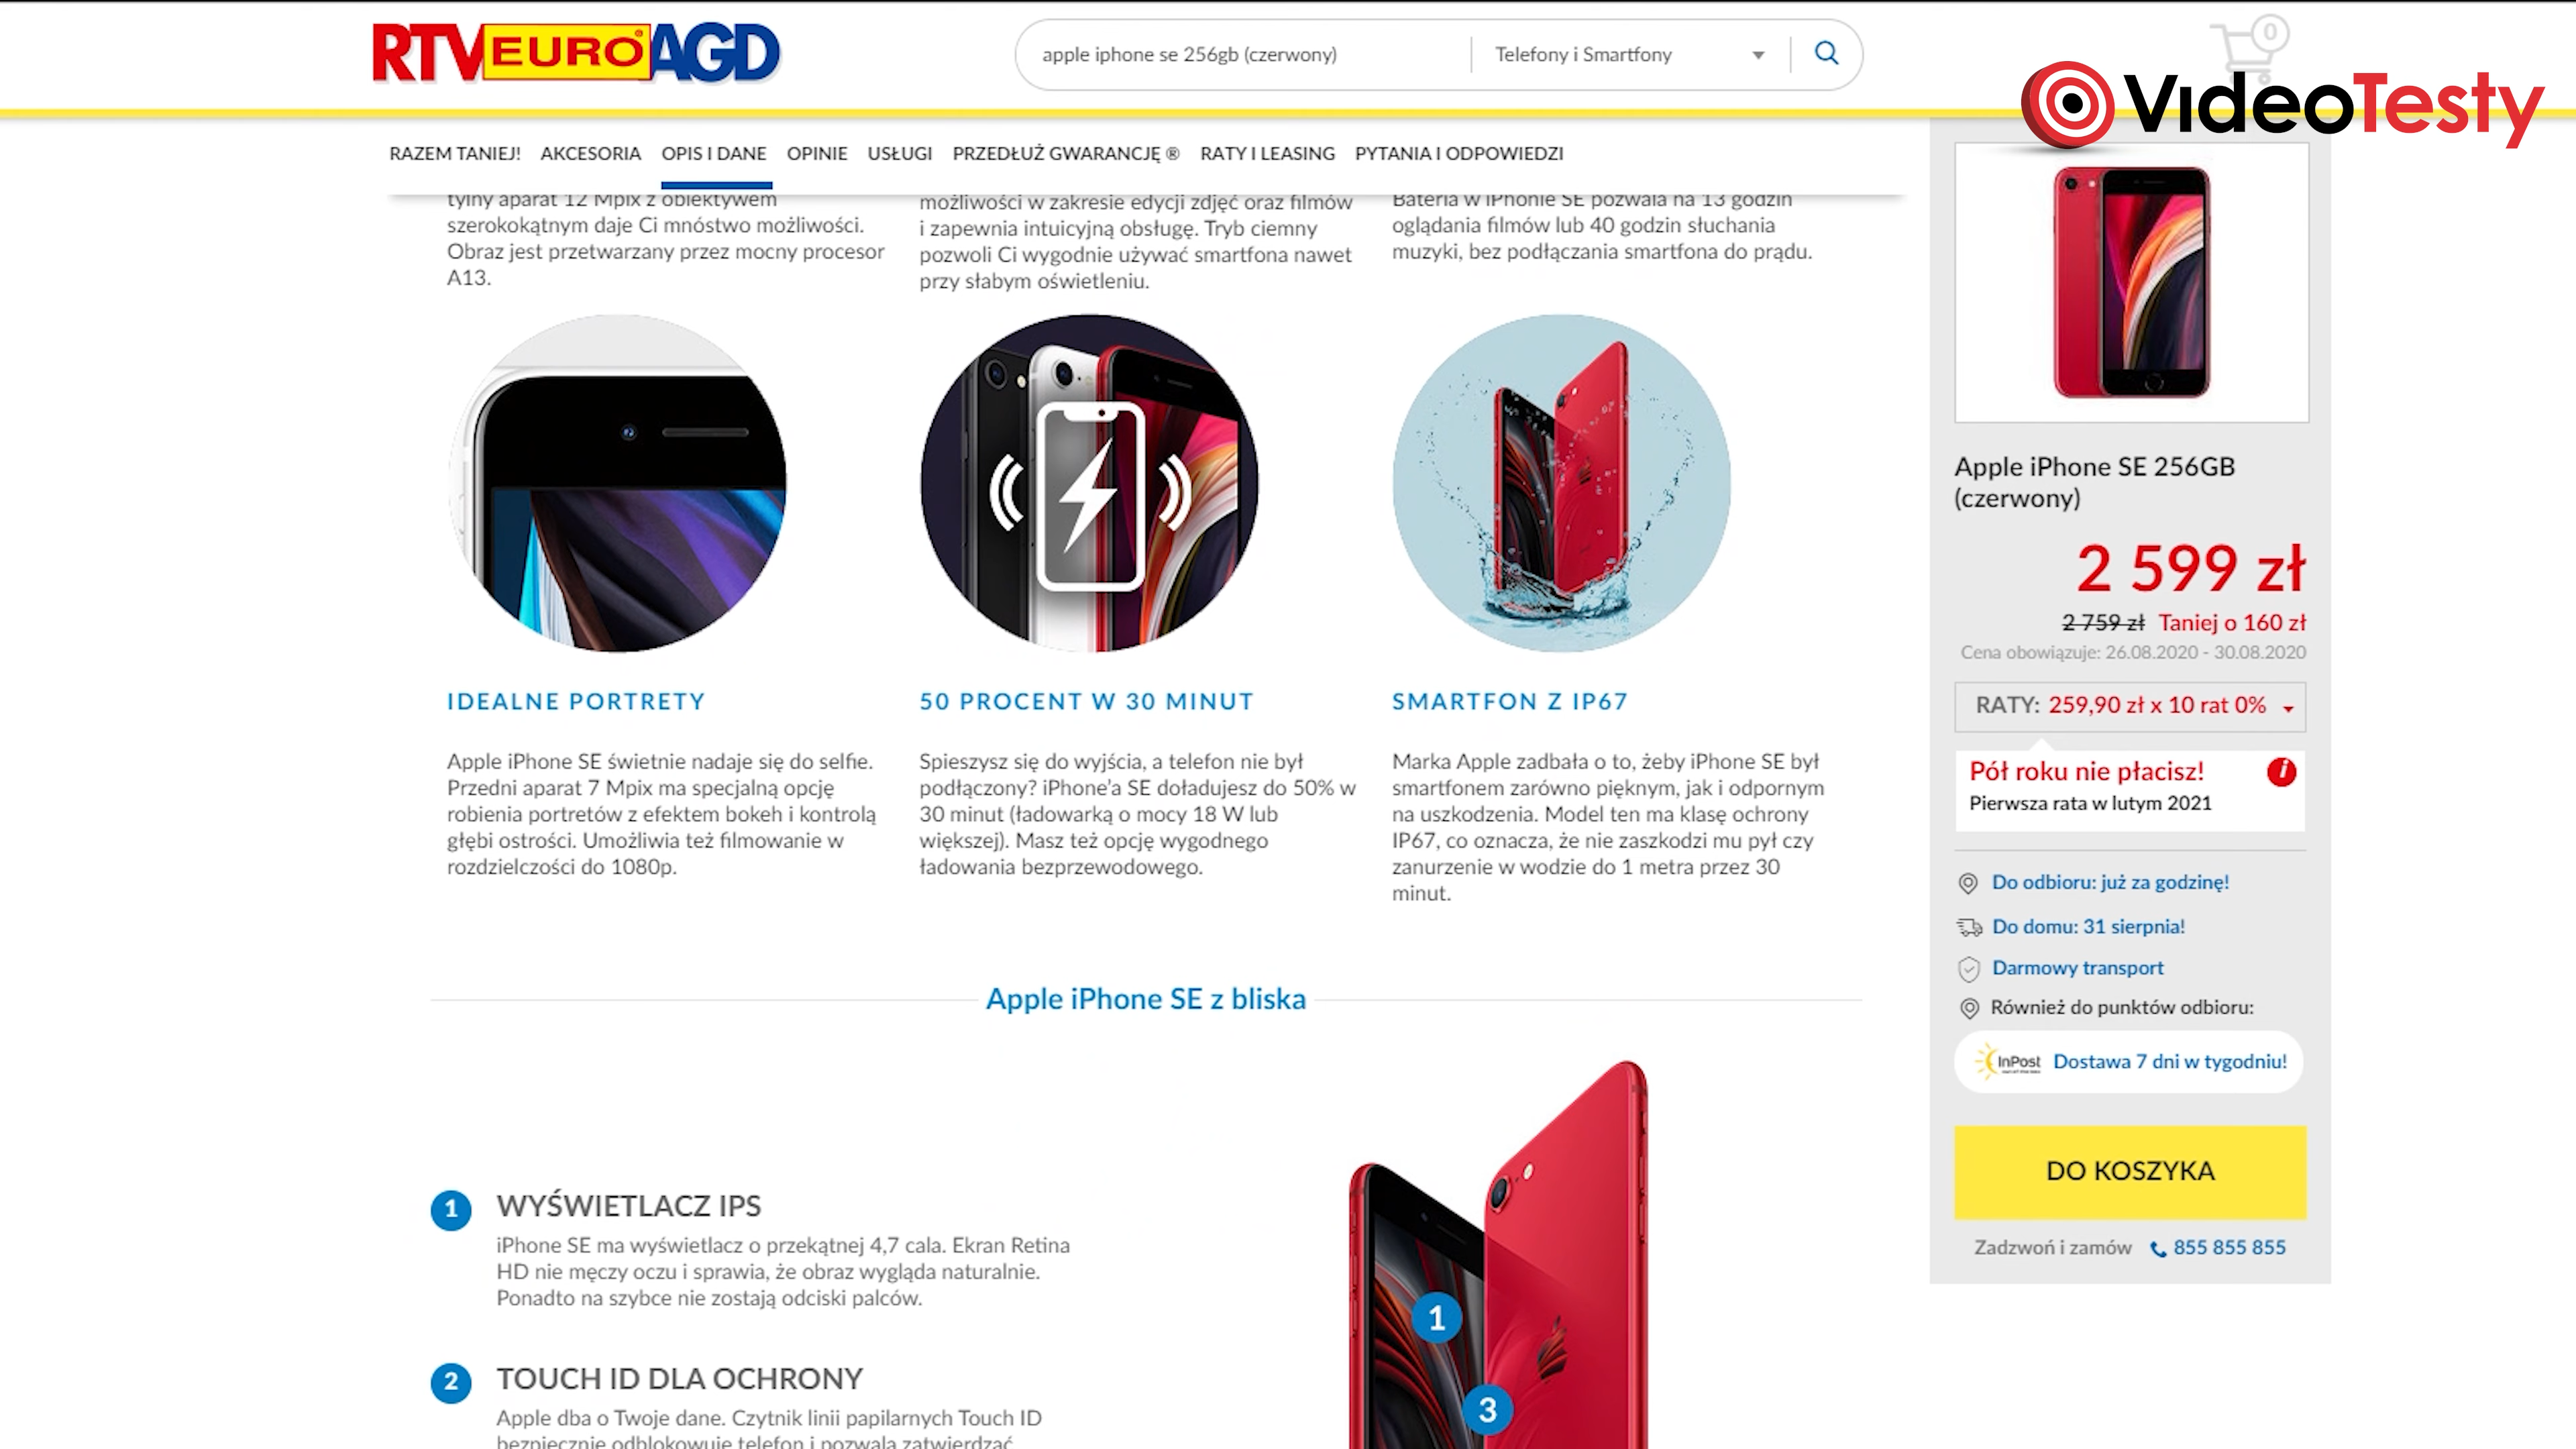 RTV EURO AGD
apple iphone se 256gb (czerwony)
Telefony i Smartfony
0
VideoTesty
RAZEM TANIEJ!
AKCESORIA
OPIS I DANE
OPINIE
USŁUGI
PRZEDŁUŻ GWARANCJĘ ®
RATY I LEASING
PYTANIA I ODPOWIEDZI
tylny aparat 12 Mpix z obiektywem
szerokokątnym daje Ci mnóstwo możliwości.
Obraz jest przetwarzany przez mocny procesor
A13.
możliwości w zakresie edycji zdjęć oraz filmów
i zapewnia intuicyjną obsługę. Tryb ciemny
pozwoli Ci wygodnie używać smartfona nawet
przy słabym oświetleniu.
Bateria w iPhonie SE pozwala na 13 godzin
oglądania filmów lub 40 godzin słuchania
muzyki, bez podłączania smartfona do prądu.
IDEALNE PORTRETY
Apple iPhone SE świetnie nadaje się do selfie.
Przedni aparat 7 Mpix ma specjalną opcję
robienia portretów z efektem bokeh i kontrolą
głębi ostrości. Umożliwia też filmowanie w
rozdzielczości do 1080p.
50 PROCENT W 30 MINUT
Spieszysz się do wyjścia, a telefon nie był
podłączony? iPhone'a SE doładujesz do 50% w
30 minut (ładowarką o mocy 18 W lub
większej). Masz też opcję wygodnego
ładowania bezprzewodowego.
SMARTFON Z IP67
Marka Apple zadbała o to, żeby iPhone SE był
smartfonem zarówno pięknym, jak i odpornym
na uszkodzenia. Model ten ma klasę ochrony
IP67, co oznacza, że nie zaszkodzi mu pył czy
zanurzenie w wodzie do 1 metra przez 30
minut.
Apple iPhone SE z bliska
1
WYŚWIETLACZ IPS
iPhone SE ma wyświetlacz o przekątnej 4,7 cala. Ekran Retina
HD nie męczy oczu i sprawia, że obraz wygląda naturalnie.
Ponadto na szybce nie zostają odciski palców.
2
TOUCH ID DLA OCHRONY
Apple dba o Twoje dane. Czytnik linii papilarnych Touch ID
bezpiecznie odblokowuje telefon i pozwala zatwierdzać
1
3
Apple iPhone SE 256GB
(czerwony)
2 599 zł
2 759 zł Taniej o 160 zł
Cena obowiązuje: 26.08.2020 - 30.08.2020
RATY: 259,90 zł x 10 rat 0%
Pół roku nie płacisz!
i
Pierwsza rata w lutym 2021
Do odbioru: już za godzinę!
Do domu: 31 sierpnia!
Darmowy transport
Również do punktów odbioru:
InPost Dostawa 7 dni w tygodniu!
DO KOSZYKA
Zadzwoń i zamów 855 855 855